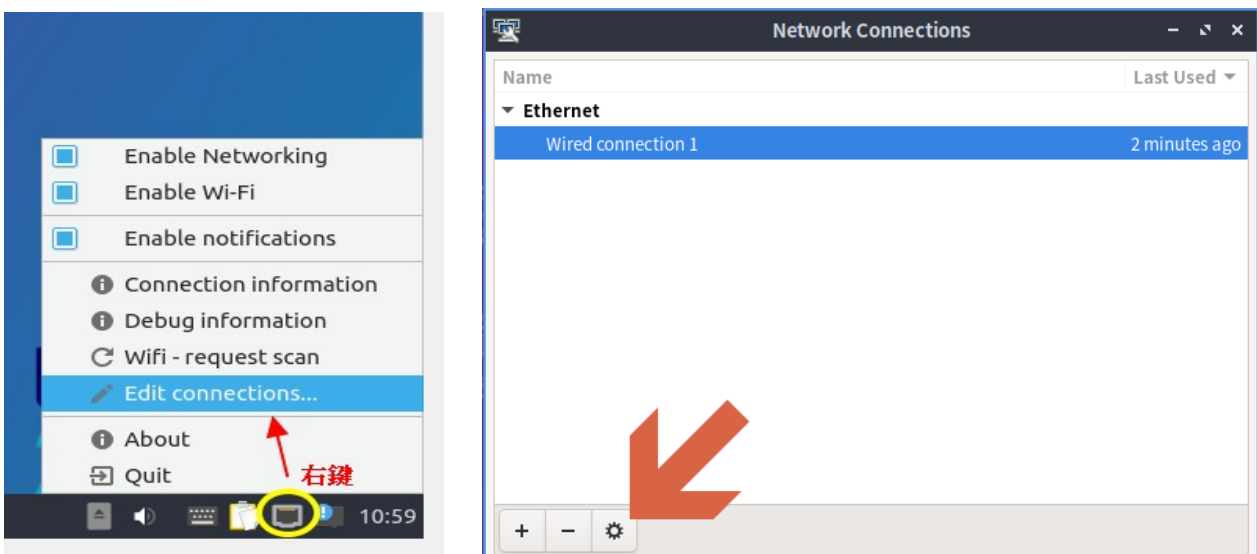 Enable Networking
Enable Wi-Fi
Enable notifications
Connection information
Debug information
Wifi - request scan
Edit connections...
About
Quit
右鍵
10:59
Network Connections
Name Last Used
Ethernet
Wired connection 1 2 minutes ago